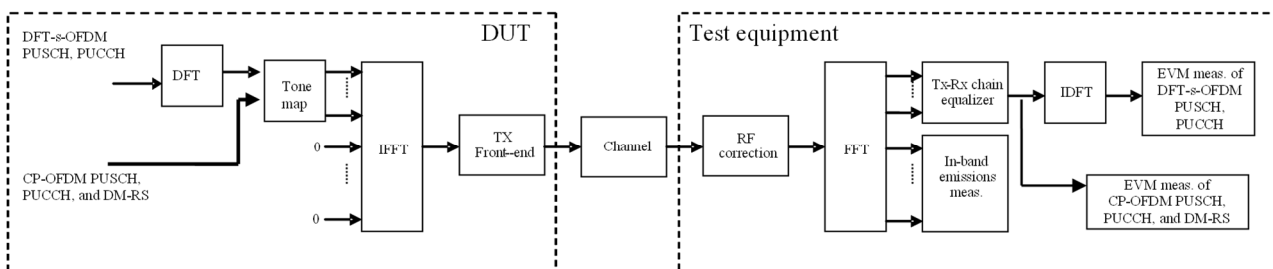 DUT
Test equipment
DFT-s-OFDM
PUSCH, PUCCH
DFT
Tone
map
IFFT
0
0
CP-OFDM PUSCH,
PUCCH, and DM-RS
TX
Front--end
Channel
RF
correction
FFT
Tx-Rx chain
equalizer
IDFT
EVM meas. of
DFT-s-OFDM
PUSCH,
PUCCH
In-band
emissions
meas.
EVM meas. of
CP-OFDM PUSCH,
PUCCH, and DM-RS